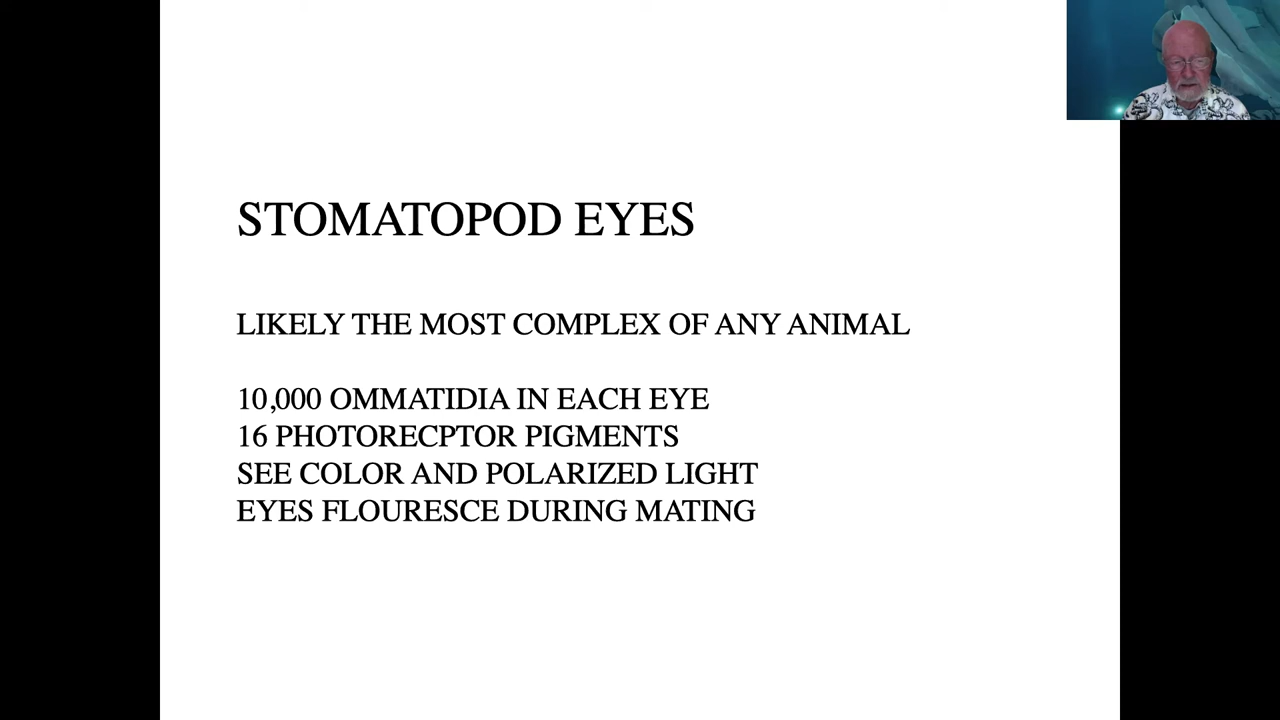 STOMATOPOD EYES
LIKELY THE MOST COMPLEX OF ANY ANIMAL
10,000 OMMATIDIA IN EACH EYE
16 PHOTORECPTOR PIGMENTS
SEE COLOR AND POLARIZED LIGHT
EYES FLOURESCE DURING MATING